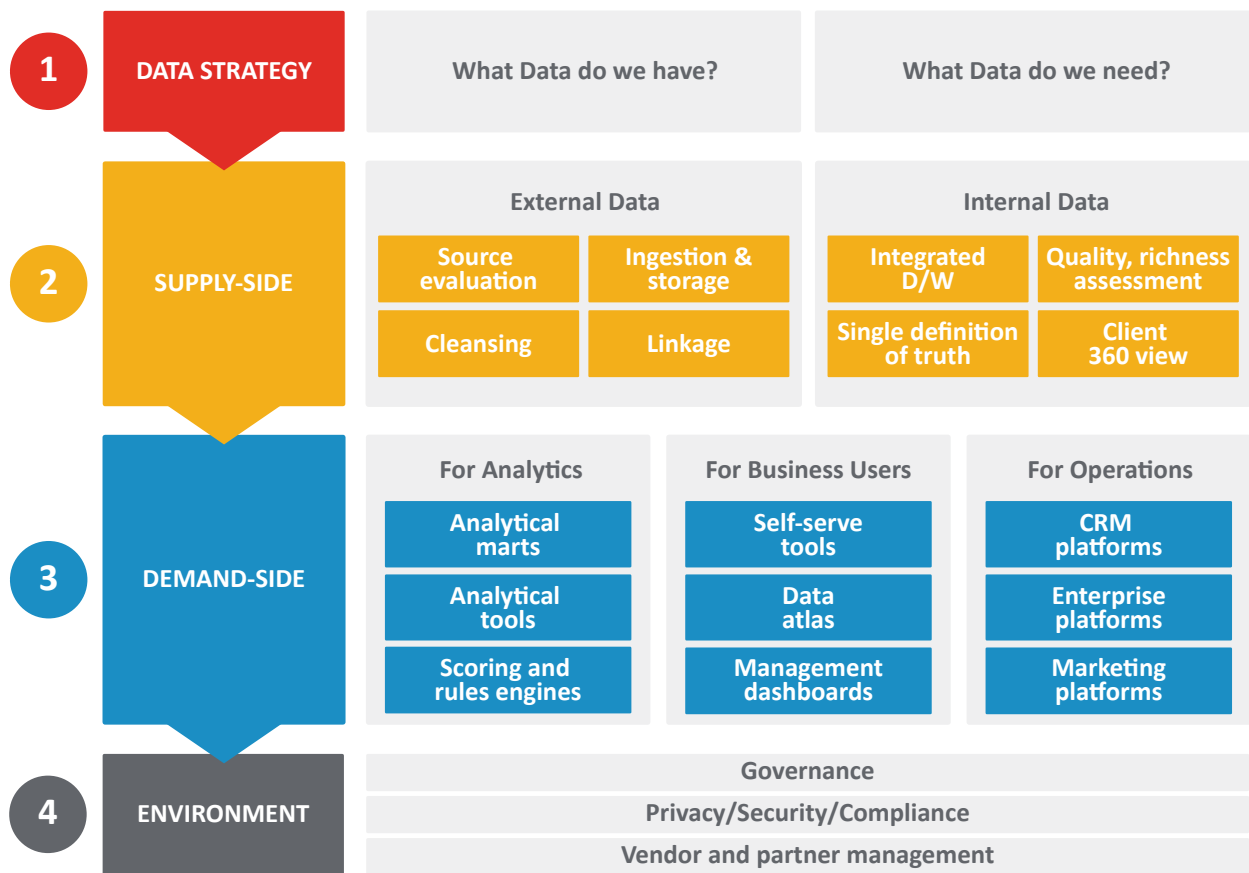 1
DATA STRATEGY
What Data do we have?
What Data do we need?
2
SUPPLY-SIDE
External Data
Source
evaluation
Ingestion &
storage
Cleansing
Linkage
Internal Data
Integrated
D/W
Quality, richness
assessment
Single definition
of truth
Client
360 view
3
DEMAND-SIDE
For Analytics
Analytical
marts
Analytical
tools
Scoring and
rules engines
For Business Users
Self-serve
tools
Data
atlas
Management
dashboards
For Operations
CRM
platforms
Enterprise
platforms
Marketing
platforms
4
ENVIRONMENT
Governance
Privacy/Security/Compliance
Vendor and partner management